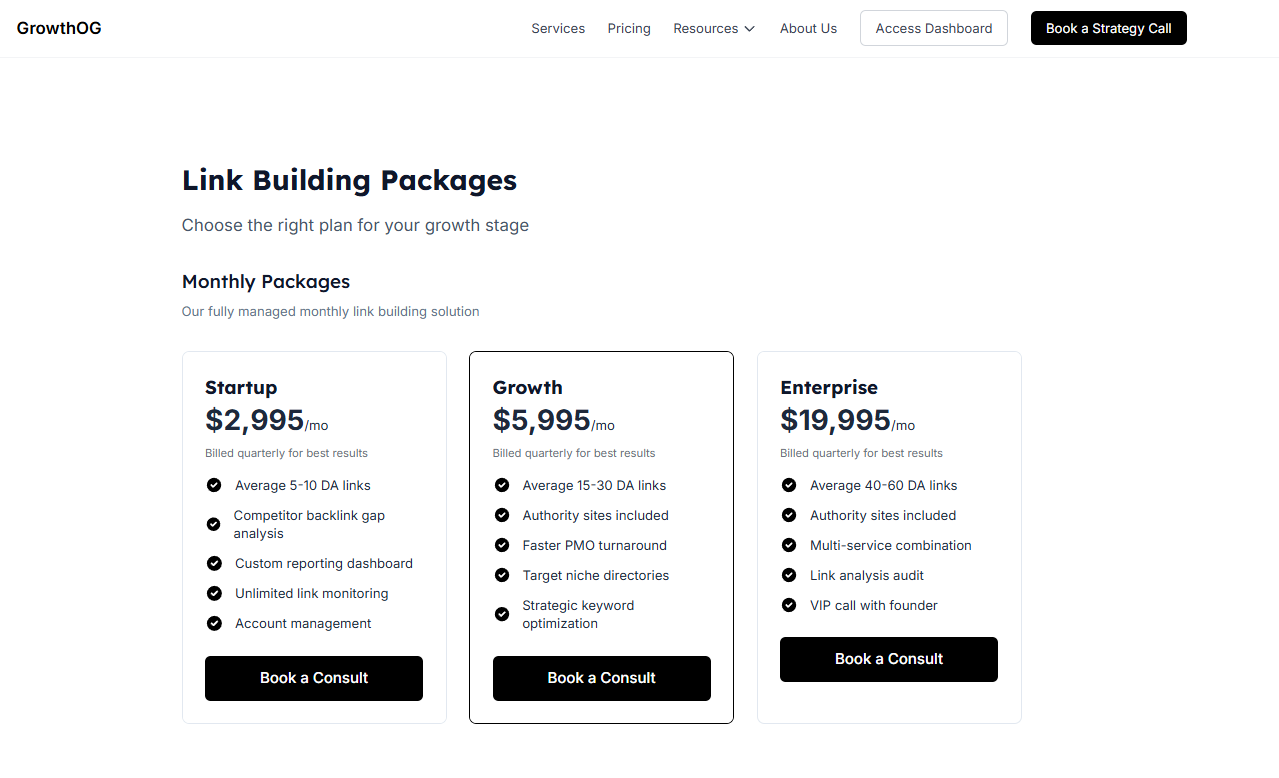 GrowthOG
Services
Pricing
Resources
About Us
Access Dashboard
Book a Strategy Call
Link Building Packages
Choose the right plan for your growth stage
Monthly Packages
Our fully managed monthly link building solution
Startup
$2,995/mo
Billed quarterly for best results
Average 5-10 DA links
Competitor backlink gap
analysis
Custom reporting dashboard
Unlimited link monitoring
Account management
Book a Consult
Growth
$5,995/mo
Billed quarterly for best results
Average 15-30 DA links
Authority sites included
Faster PMO turnaround
Target niche directories
Strategic keyword
optimization
Book a Consult
Enterprise
$19,995/mo
Billed quarterly for best results
Average 40-60 DA links
Authority sites included
Multi-service combination
Link analysis audit
VIP call with founder
Book a Consult